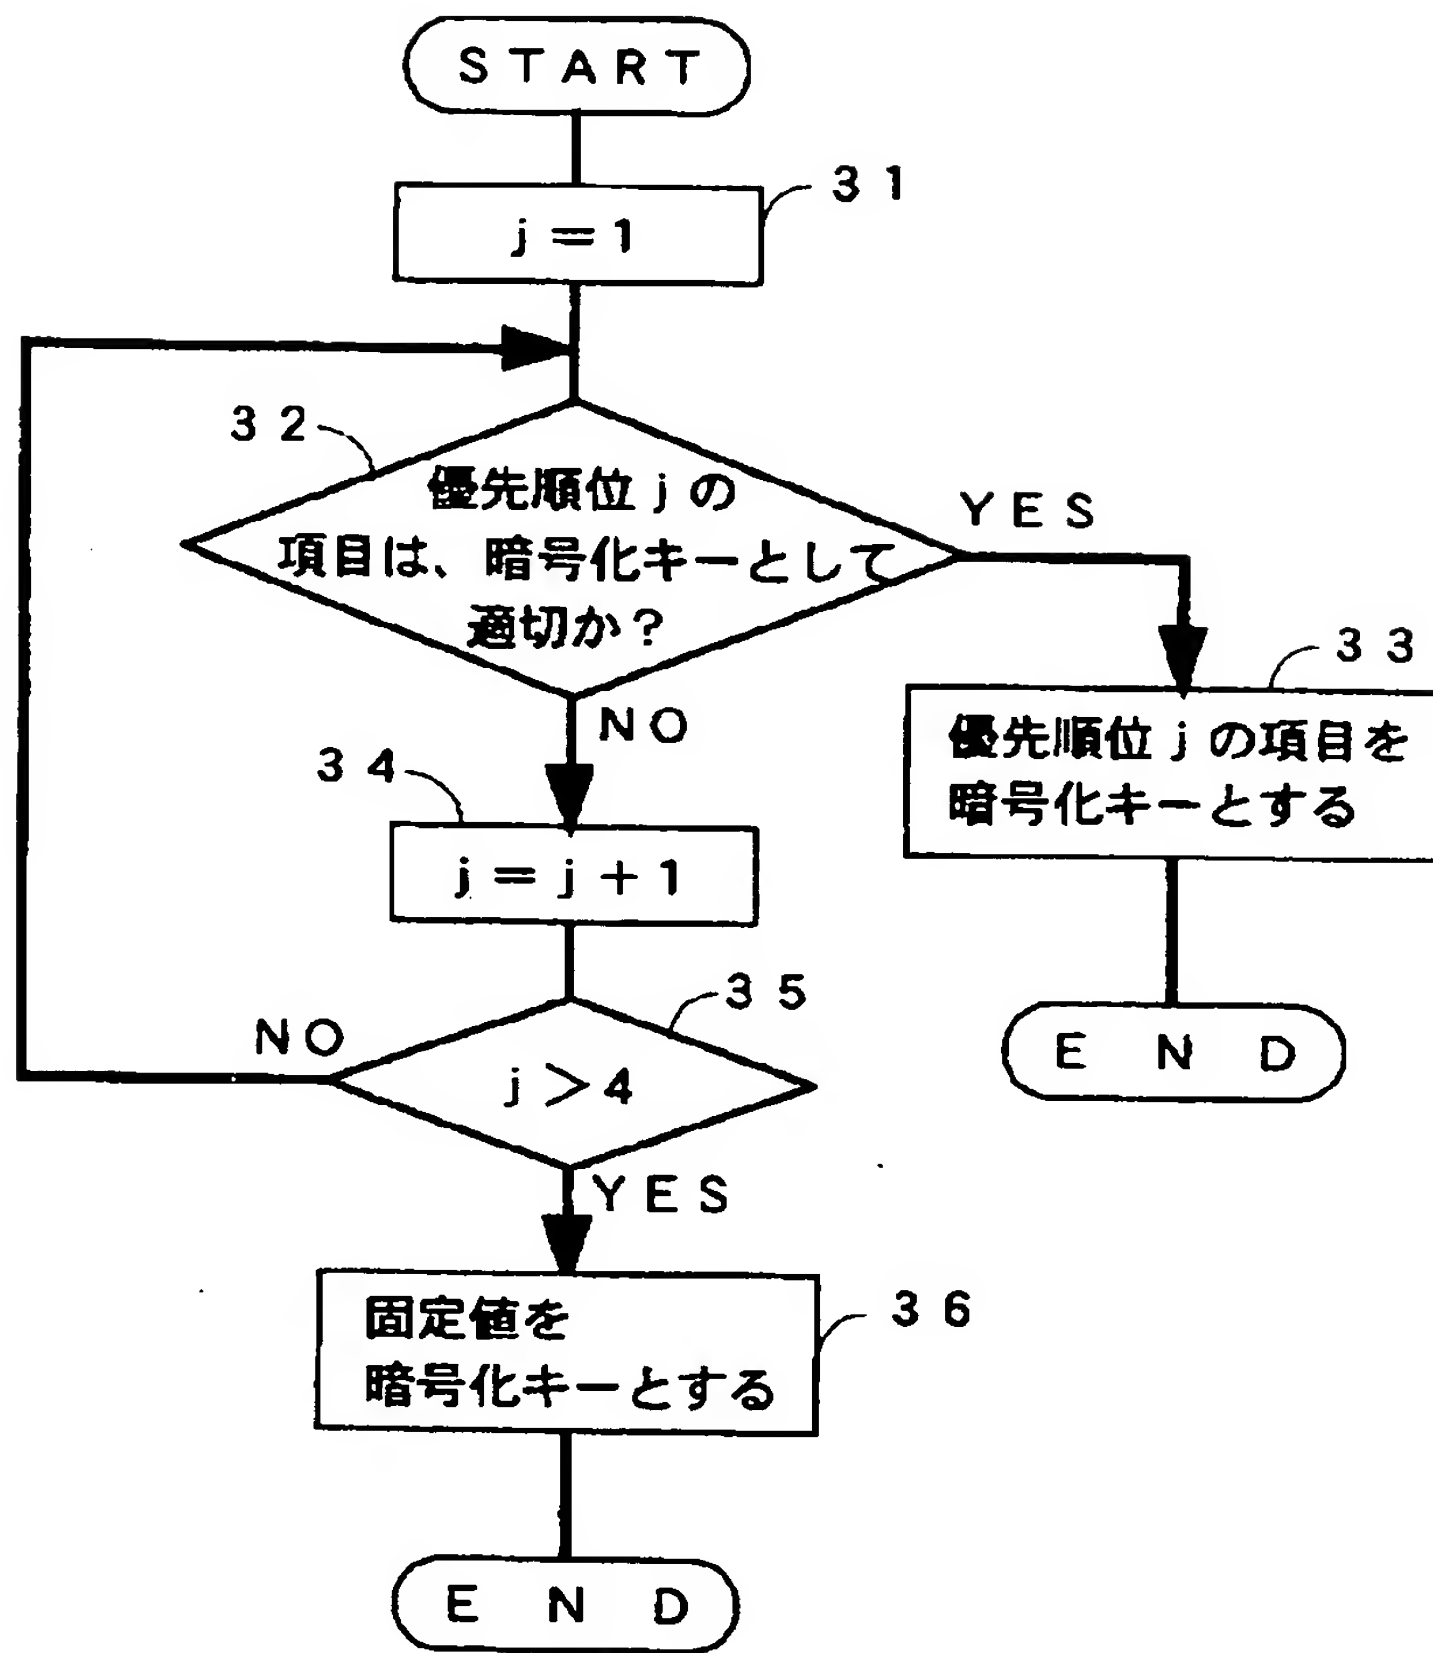 START
31
j=1
32
優先順位jの
項目は、暗号化キーとして
適切か?
YES
33
優先順位jの項目を
暗号化キーとする
NO
34
j=j+1
35
NO
j>4
END
YES
固定値を
暗号化キーとする
36
END